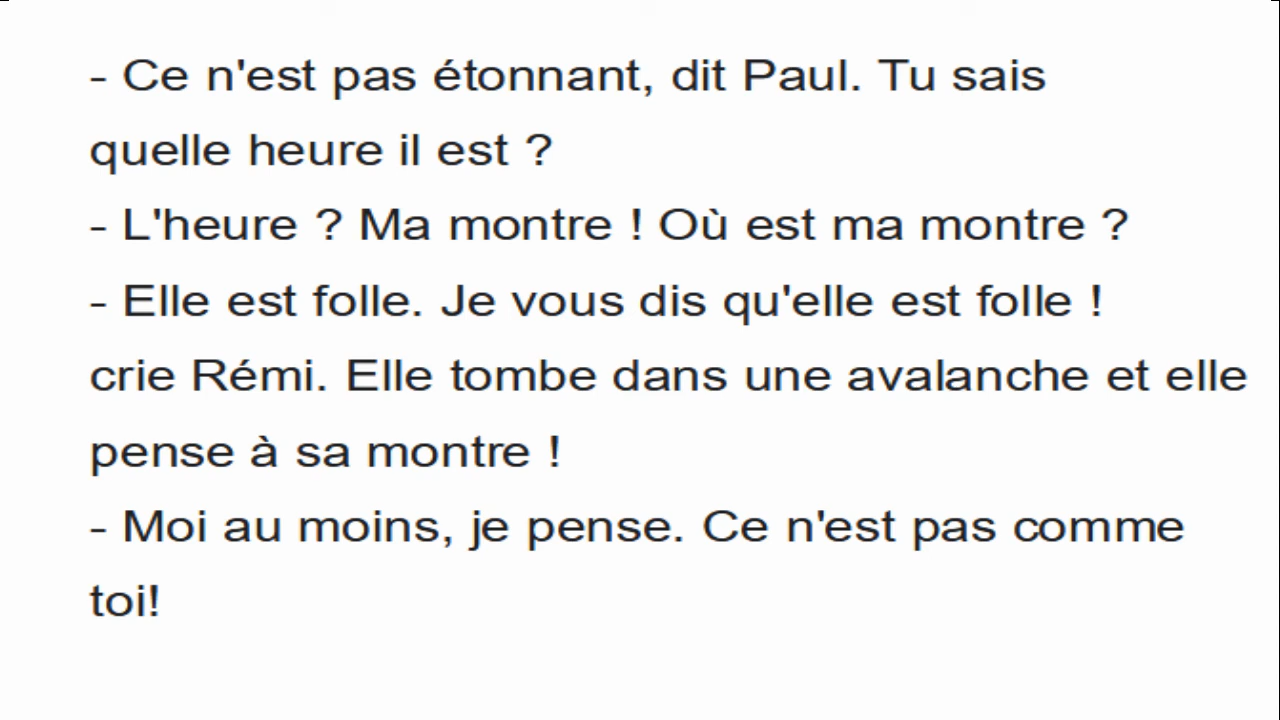 - Ce n'est pas étonnant, dit Paul. Tu sais
quelle heure il est ?
- L'heure ? Ma montre ! Où est ma montre ?
- Elle est folle. Je vous dis qu'elle est folle !
crie Rémi. Elle tombe dans une avalanche et elle
pense à sa montre !
- Moi au moins, je pense. Ce n'est pas comme
toi!